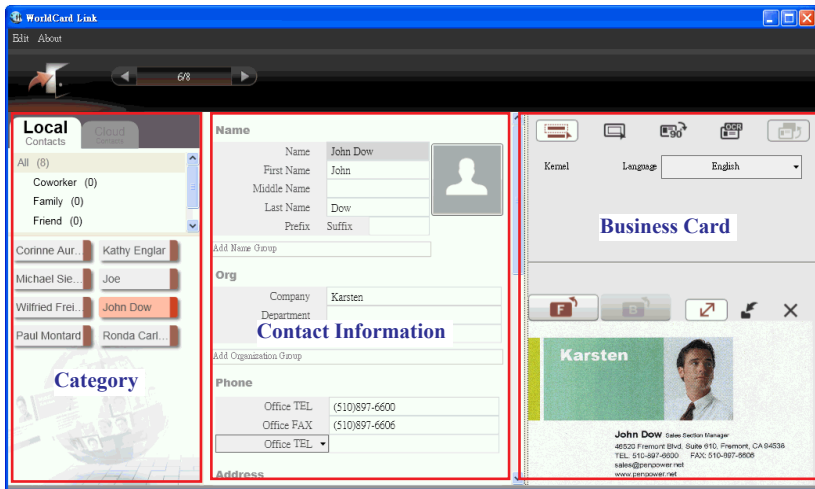 WorldCard Link
Edit About
6/8
Local
Contacts
Cloud
Contacts
All (8)
Coworker (0)
Family (0)
Friend (0)
Corinne Aur...
Kathy Englar
Michael Sie...
Joe
Wilfried Frei...
John Dow
Paul Montard
Ronda Carl...
Category
Name
Name John Dow
First Name John
Middle Name
Last Name Dow
Prefix Suffix
Add Name Group
Org
Company Karsten
Department
Contact Information
Add Organization Group
Phone
Office TEL (510)897-6600
Office FAX (510)897-6606
Office TEL
Address
90°
OCR
Kernel Language English
Business Card
F
B
Karsten
John Dow Sales Section Manager
46520 Fremont Blvd, Suite 610, Fremont, CA 94538
TEL: 510-897-6600 FAX: 510-897-6606
sales@penpower.net
www.penpower.net